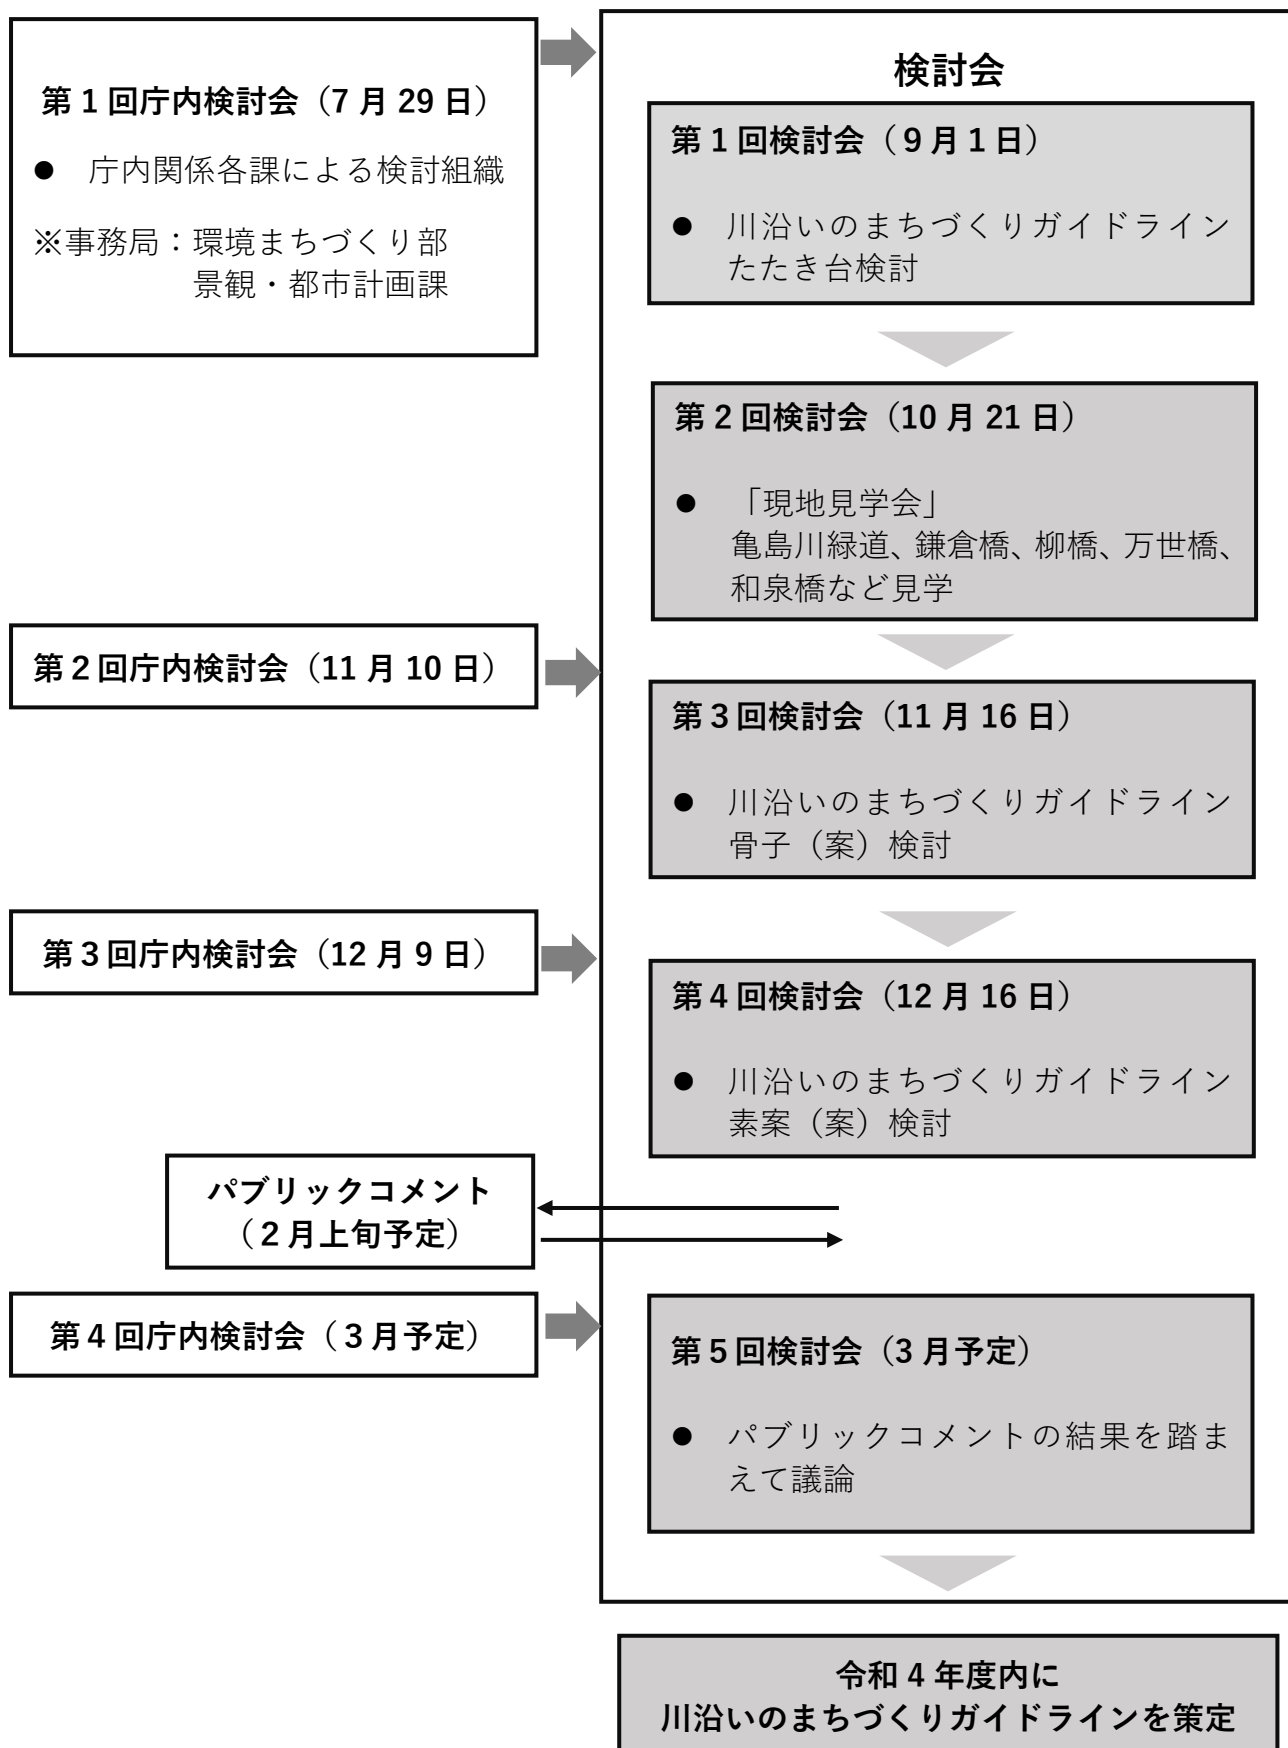 第1回庁内検討会（7月29日）
● 庁内関係各課による検討組織
※事務局：環境まちづくり部
景観・都市計画課
検討会
第1回検討会（9月1日）
● 川沿いのまちづくりガイドライン
たたき台検討
第2回検討会（10月21日）
● 「現地見学会」
亀島川緑道、鎌倉橋、柳橋、万世橋、
和泉橋など見学
第2回庁内検討会（11月10日）
第3回検討会（11月16日）
● 川沿いのまちづくりガイドライン
骨子（案）検討
第3回庁内検討会（12月9日）
第4回検討会（12月16日）
● 川沿いのまちづくりガイドライン
素案（案）検討
パブリックコメント
（2月上旬予定）
第4回庁内検討会（3月予定）
第5回検討会（3月予定）
● パブリックコメントの結果を踏ま
えて議論
令和4年度内に
川沿いのまちづくりガイドラインを策定